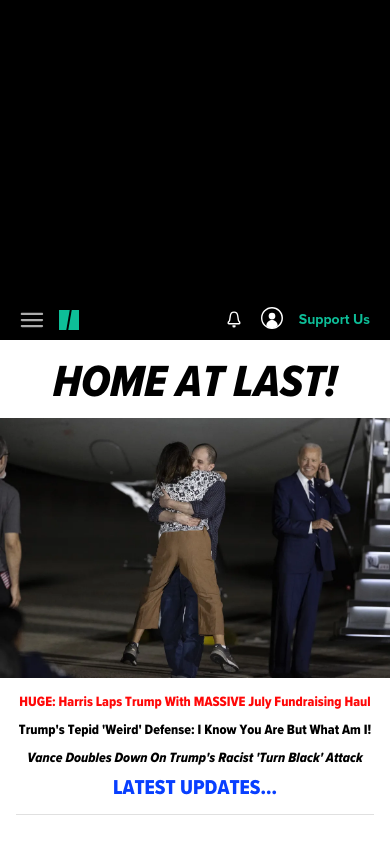 Support Us
HOME AT LAST!
HUGE: Harris Laps Trump With MASSIVE July Fundraising Haul
Trump's Tepid 'Weird' Defense: I Know You Are But What Am I!
Vance Doubles Down On Trump's Racist 'Turn Black' Attack
LATEST UPDATES...